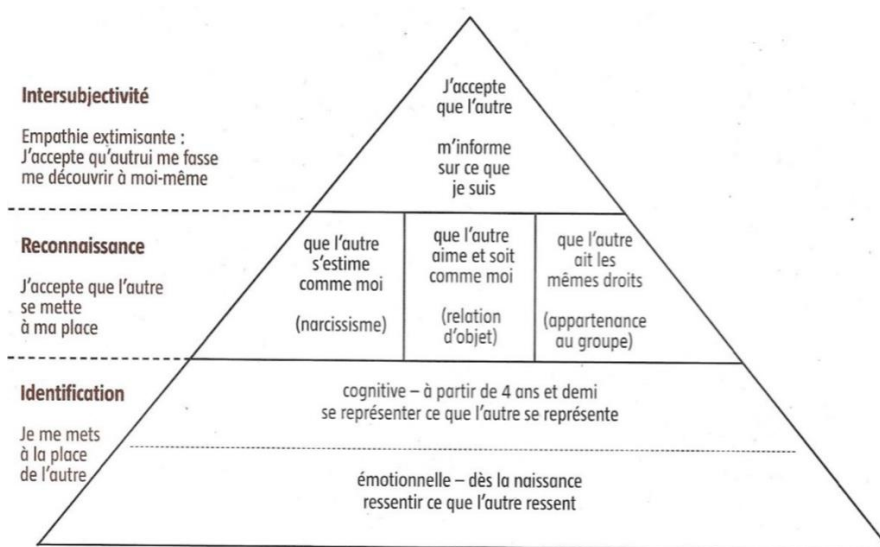 Intersubjectivité
Empathie extimisante :
J'accepte qu'autrui me fasse
me découvrir à moi-même
J'accepte
que l'autre
m'informe
sur ce que
je suis
Reconnaissance
J'accepte que l'autre
se mette
à ma place
que l'autre
s'estime
comme moi
(narcissisme)
que l'autre
aime et soit
comme moi
(relation
d'objet)
que l'autre
ait les
mêmes droits
(appartenance
au groupe)
Identification
Je me mets
à la place
de l'autre
cognitive – à partir de 4 ans et demi
se représenter ce que l'autre se représente
émotionnelle – dès la naissance
ressentir ce que l'autre ressent